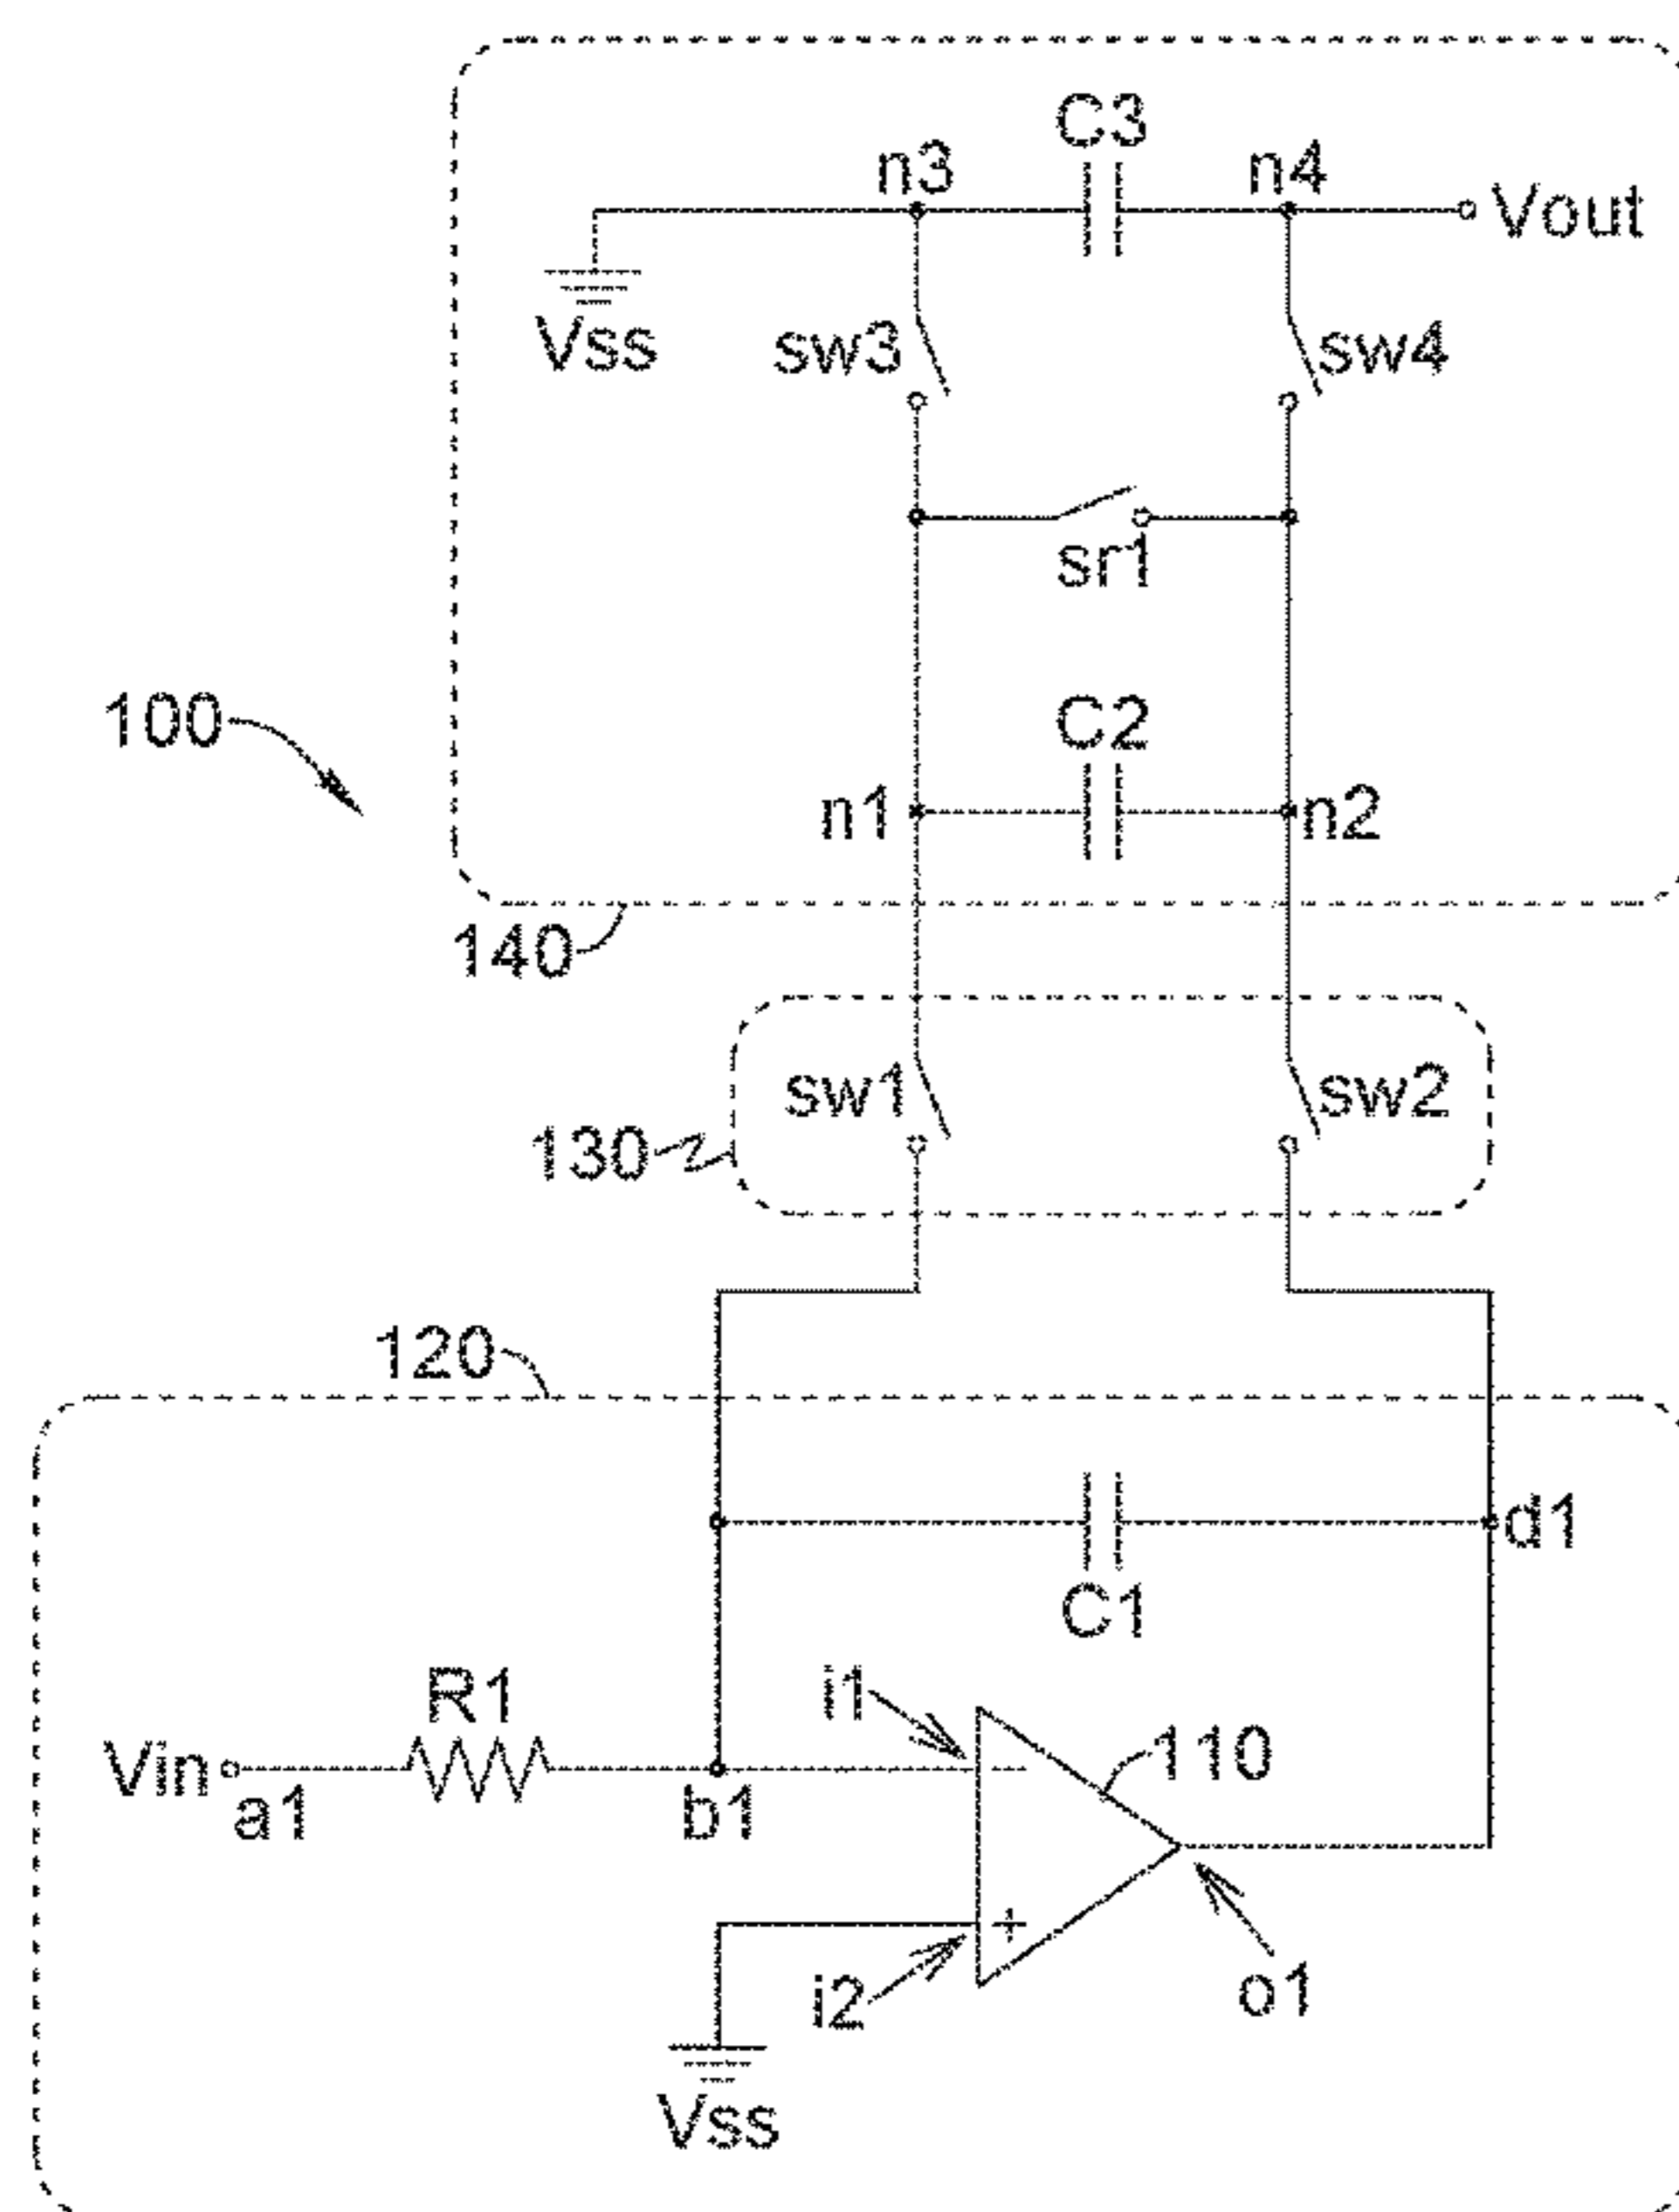 C3
n3
n4
Vout
Vss
sw3
sw4
sr1
100
C2
n1
n2
140
sw1
sw2
130
120
d1
C1
R1
i1
110
Vin
a1
b1
−
+
i2
o1
Vss